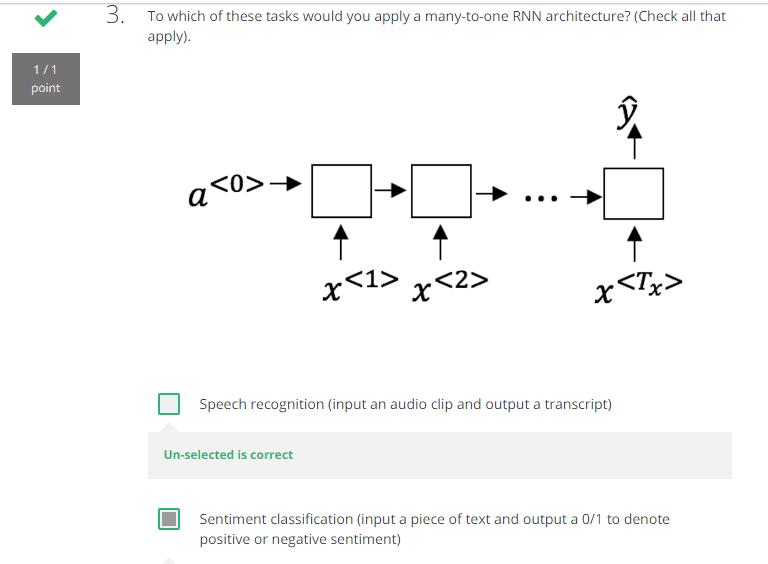 3. To which of these tasks would you apply a many-to-one RNN architecture? (Check all that
apply).
1 / 1
point
ŷ
a<0>
x<1> x<2> ... x<Tx>
Speech recognition (input an audio clip and output a transcript)
Un-selected is correct
Sentiment classification (input a piece of text and output a 0/1 to denote
positive or negative sentiment)